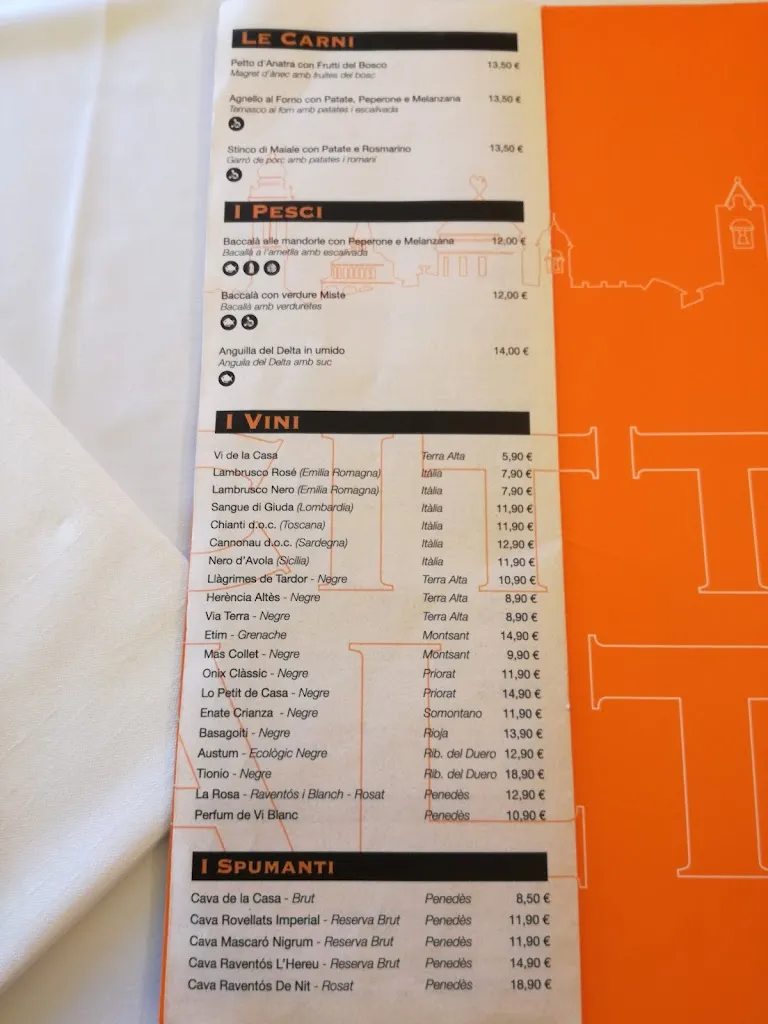 LE CARNI
Petto d'Anatra con Frutti del Bosco 13,50 €
Magret d'ànec amb fruites del bosc
Agnello al Forno con Patate, Peperone e Melanzana 13,50 €
Ternasco al forn amb patates i escalivada
Stinco di Maiale con Patate e Rosmarino 13,50 €
Garró de porc amb patates i romaní
I PESCI
Baccalà alle mandorle con Peperone e Melanzana 12,00 €
Bacallà a l'ametlla amb escalivada
Baccalà con verdure Miste 12,00 €
Bacallà amb verduretes
Anguilla del Delta in umido 14,00 €
Anguila del Delta amb suc
I VINI
Vi de la Casa Terra Alta 5,90 €
Lambrusco Rosé (Emilia Romagna) Itàlia 7,90 €
Lambrusco Nero (Emilia Romagna) Itàlia 7,90 €
Sangue di Giuda (Lombardia) Itàlia 11,90 €
Chianti d.o.c. (Toscana) Itàlia 11,90 €
Cannonau d.o.c. (Sardegna) Itàlia 12,90 €
Nero d'Avola (Sicilia) Itàlia 11,90 €
Llàgrimes de Tardor - Negre Terra Alta 10,90 €
Herència Altès - Negre Terra Alta 8,90 €
Via Terra - Negre Terra Alta 8,90 €
Etim - Grenache Montsant 14,90 €
Mas Collet - Negre Montsant 9,90 €
Onix Clàssic - Negre Priorat 11,90 €
Lo Petit de Casa - Negre Priorat 14,90 €
Enate Crianza - Negre Somontano 11,90 €
Basagoiti - Negre Rioja 13,90 €
Austum - Ecològic Negre Rib. del Duero 12,90 €
Tionio - Negre Rib. del Duero 18,90 €
La Rosa - Raventós i Blanch - Rosat Penedès 12,90 €
Perfum de Vi Blanc Penedès 10,90 €
I SPUMANTI
Cava de la Casa - Brut Penedès 8,50 €
Cava Rovellats Imperial - Reserva Brut Penedès 11,90 €
Cava Mascaró Nigrum - Reserva Brut Penedès 11,90 €
Cava Raventós L'Hereu - Reserva Brut Penedès 14,90 €
Cava Raventós De Nit - Rosat Penedès 18,90 €